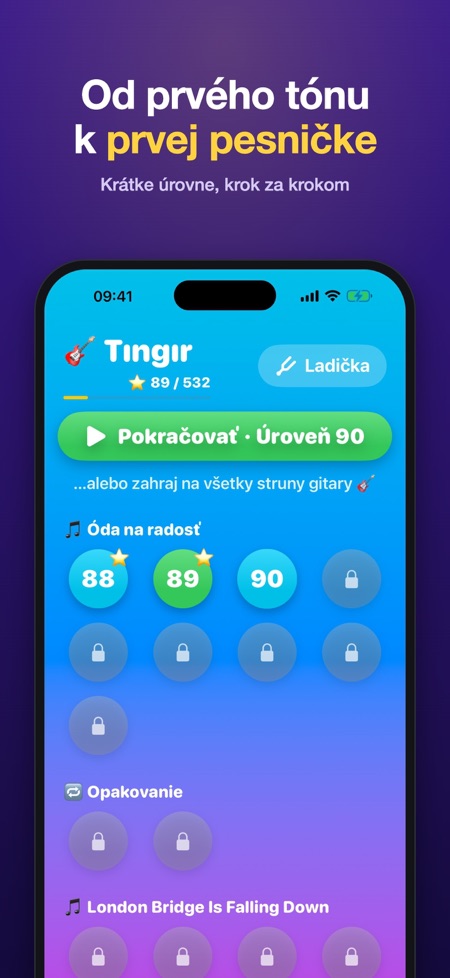 Od prvého tónu
k prvej pesničke
Krátke úrovne, krok za krokom
09:41
Tıngır
89 / 532
Ladička
Pokračovať · Úroveň 90
...alebo zahraj na všetky struny gitary
Óda na radosť
88 89 90
Opakovanie
London Bridge Is Falling Down